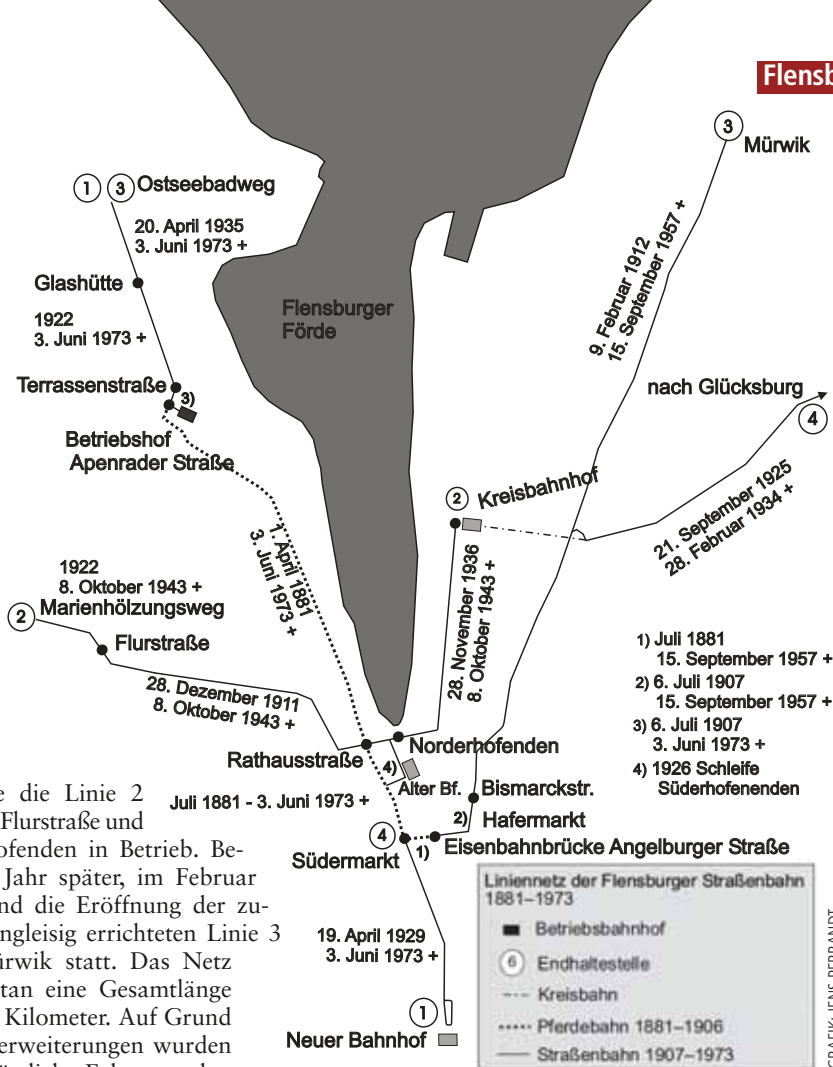 Flensb
3
Mürwik
1 3 Ostseebadweg
20. April 1935
3. Juni 1973 +
9. Februar 1912
15. September 1957 +
Glashütte
Flensburger
Förde
1922
3. Juni 1973 +
Terrassenstraße
3)
nach Glücksburg
4
Betriebshof
Apenrader Straße
2 Kreisbahnhof
21. September 1925
28. Februar 1934 +
1. April 1881
3. Juni 1973 +
28. November 1936
8. Oktober 1943 +
1922
8. Oktober 1943 +
2 Marienhölzungsweg
Flurstraße
1) Juli 1881
15. September 1957 +
2) 6. Juli 1907
15. September 1957 +
3) 6. Juli 1907
3. Juni 1973 +
4) 1926 Schleife
Süderhofenenden
28. Dezember 1911
8. Oktober 1943 +
Rathausstraße
Norderhofenden
4)
Alter Bf.
Bismarckstr.
Juli 1881 - 3. Juni 1973 +
2) Hafermarkt
4
1)
Eisenbahnbrücke Angelburger Straße
Südermarkt
19. April 1929
3. Juni 1973 +
1
Neuer Bahnhof
e die Linie 2
Flurstraße und
ofenden in Betrieb. Be-
Jahr später, im Februar
nd die Eröffnung der zu-
ngleisig errichteten Linie 3
ürwik statt. Das Netz
tan eine Gesamtlänge
Kilometer. Auf Grund
erweiterungen wurden
Liniennetz der Flensburger Straßenbahn
1881–1973
Betriebsbahnhof
6 Endhaltestelle
Kreisbahn
Pferdebahn 1881–1906
Straßenbahn 1907–1973
GRAFIK: JENS PERBANDT